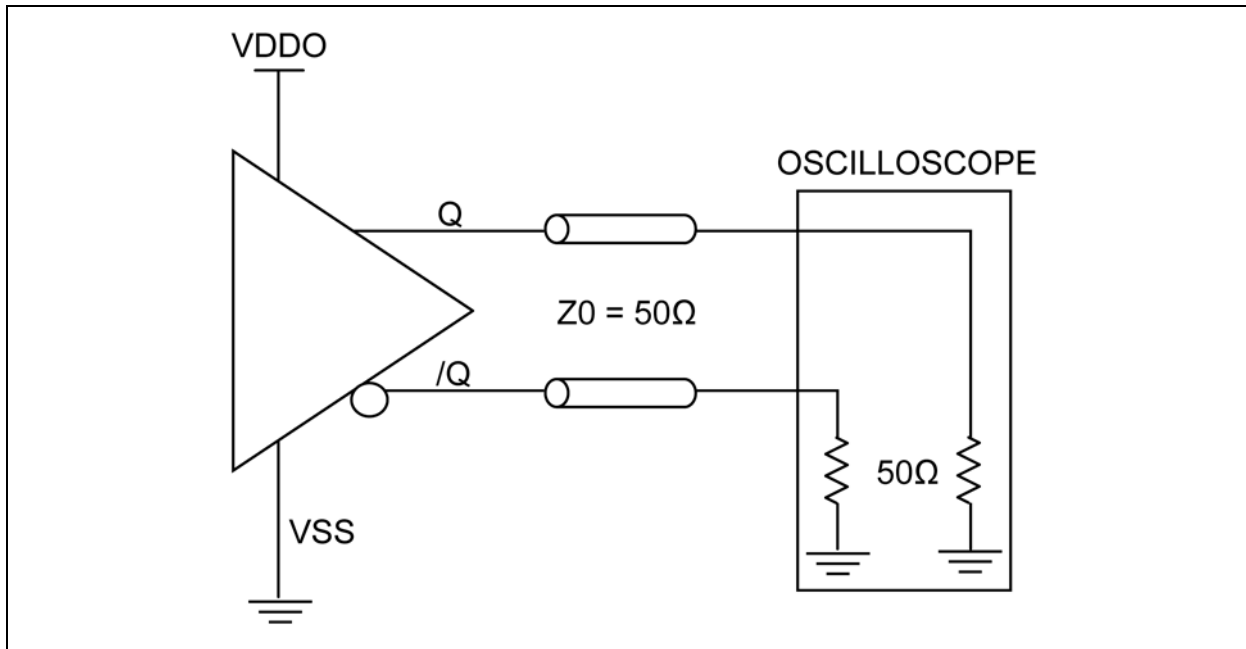 VDDO
OSCILLOSCOPE
Q
Z0 = 50Ω
/Q
50Ω
VSS